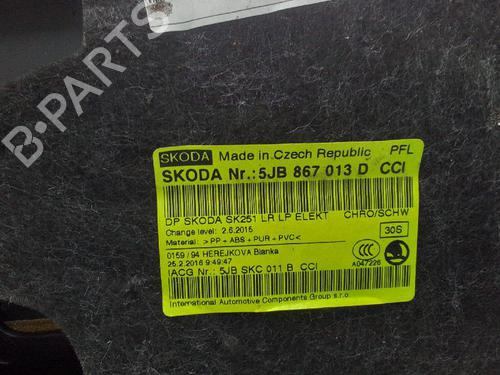 B-PARTS
SKODA Made in Czech Republic PFL
SKODA Nr.:5JB 867 013 D CCI
DP SKODA SK251 LR LP ELEKT CHRO/SCHW
Change level: 2.6.2015
Material: >PP+ABS+PUR+PVC< 30S
0159 / 94 HEREJKOVA Blanka
25.2.2016 9:49:47 CCC A047226
IACG Nr.: 5JB SKC 011 B CCI
International Automotive Components Group s.r.o